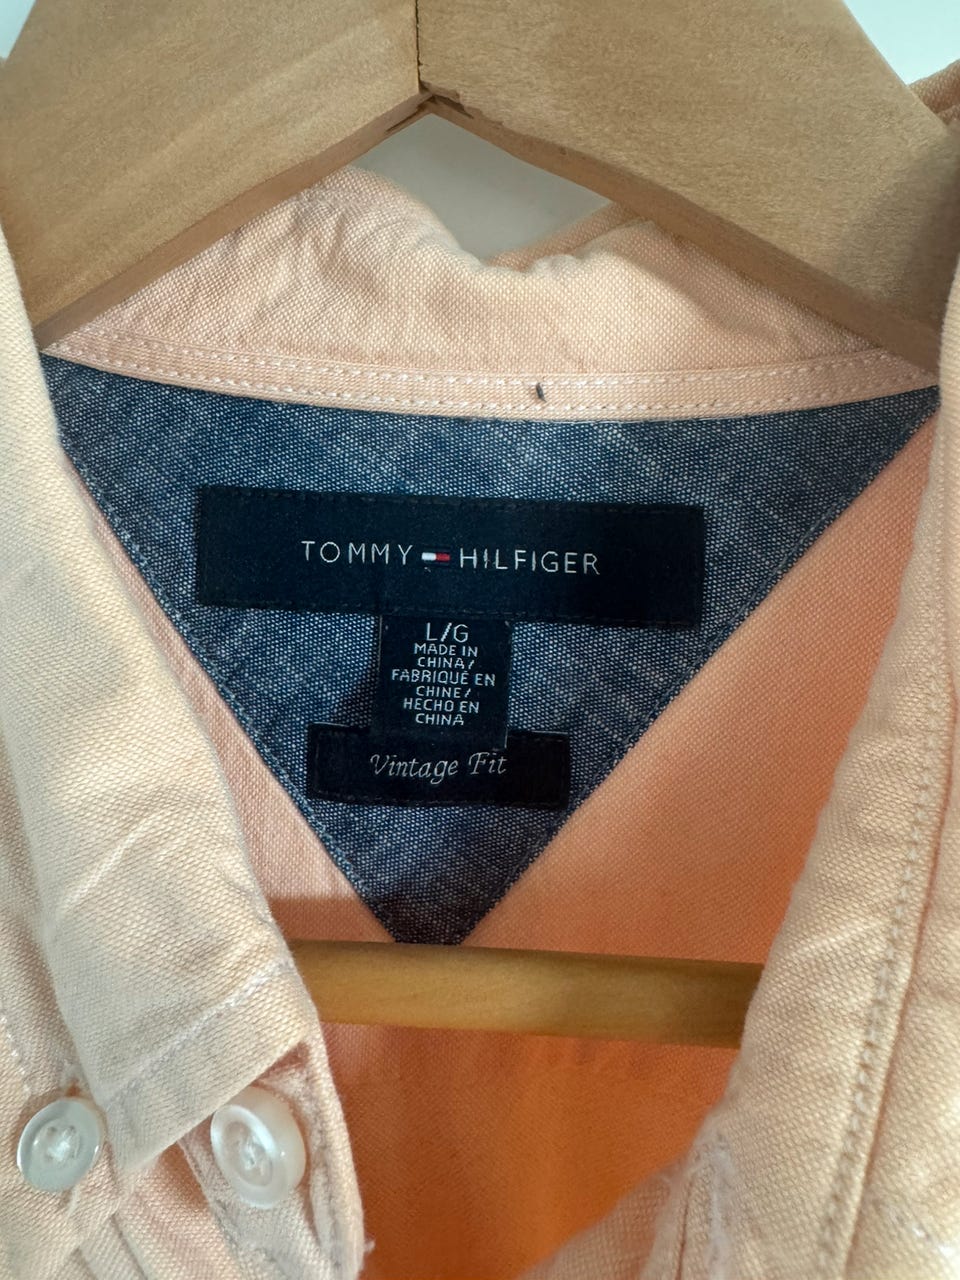 TOMMY HILFIGER
L/G
MADE IN
CHINA/
FABRIQUÉ EN
CHINE/
HECHO EN
CHINA
Vintage Fit